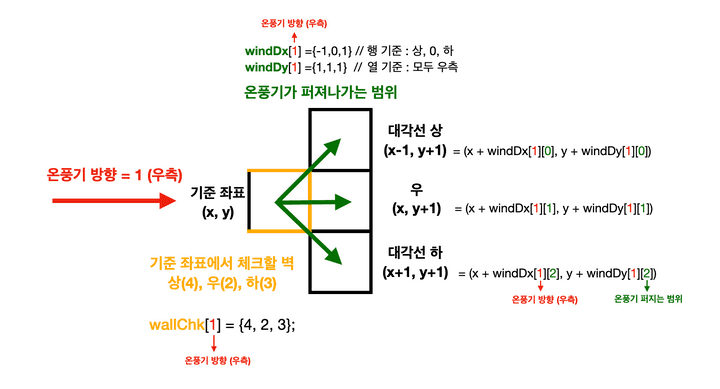 온풍기 방향 (우측)
windDx[1] ={-1,0,1} // 행 기준 : 상, 0, 하
windDy[1] ={1,1,1} // 열 기준 : 모두 우측
온풍기가 퍼져나가는 범위
대각선 상
(x-1, y+1) = (x + windDx[1][0], y + windDy[1][0])
온풍기 방향 = 1 (우측)
기준 좌표
(x, y)
우
(x, y+1) = (x + windDx[1][1], y + windDy[1][1])
대각선 하
(x+1, y+1) = (x + windDx[1][2], y + windDy[1][2])
온풍기 방향 (우측) 온풍기 퍼지는 범위
기준 좌표에서 체크할 벽
상(4), 우(2), 하(3)
wallChk[1] = {4, 2, 3};
온풍기 방향 (우측)